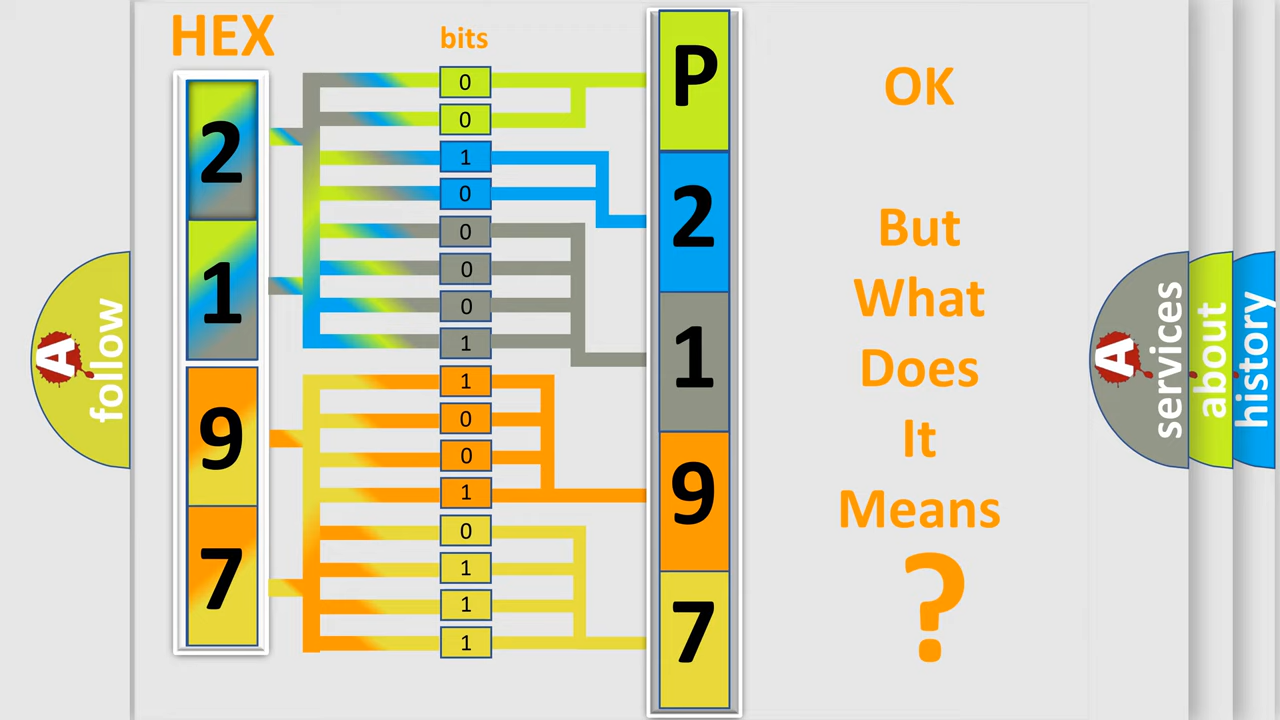 HEX
bits
2
1
9
7
0
0
1
0
0
0
0
1
1
0
0
1
0
1
1
1
P
2
1
9
7
OK
But
What
Does
It
Means
?
A
follow
A
services
about
history